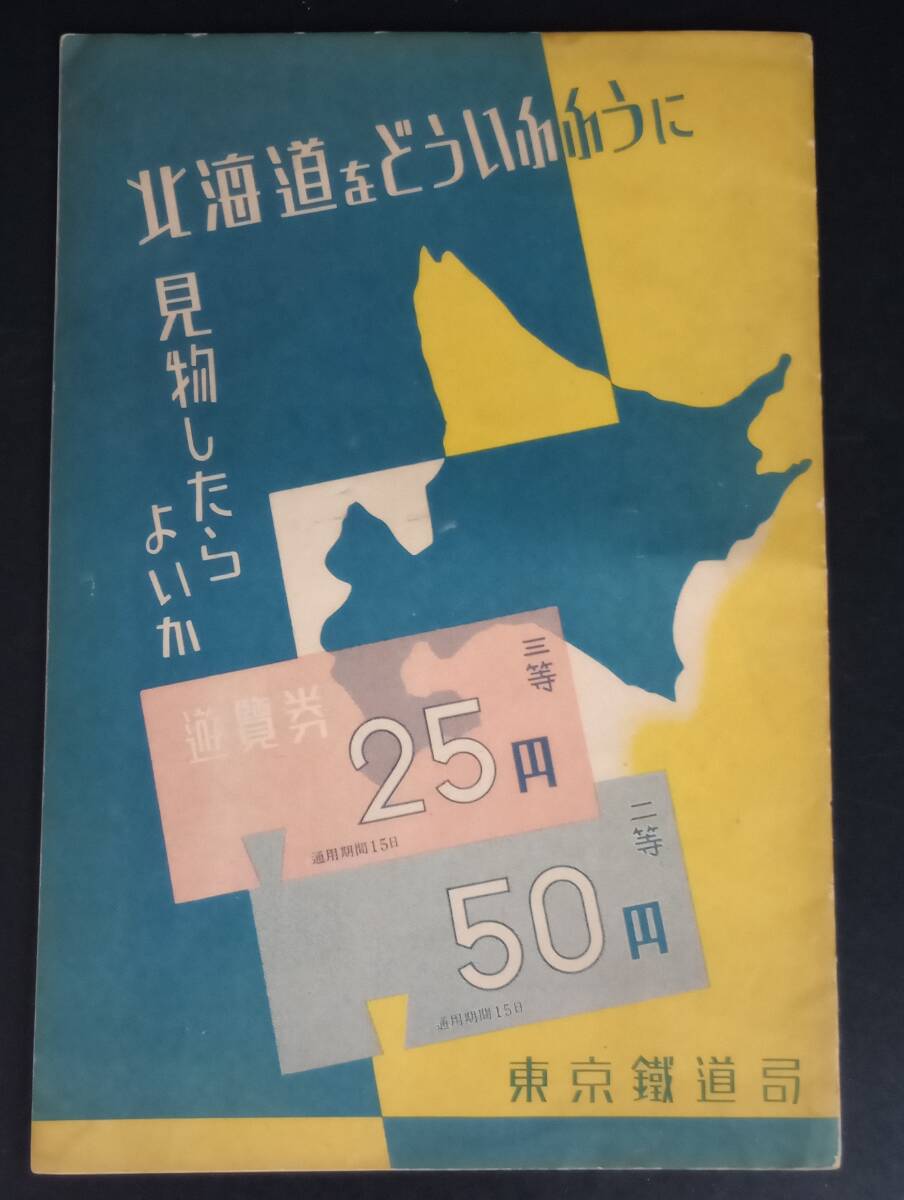 北海道をどういふふうに
見物したら
よいか
三等
遊覽券
25円
通用期間15日
二等
50円
通用期間15日
東京鐵道局